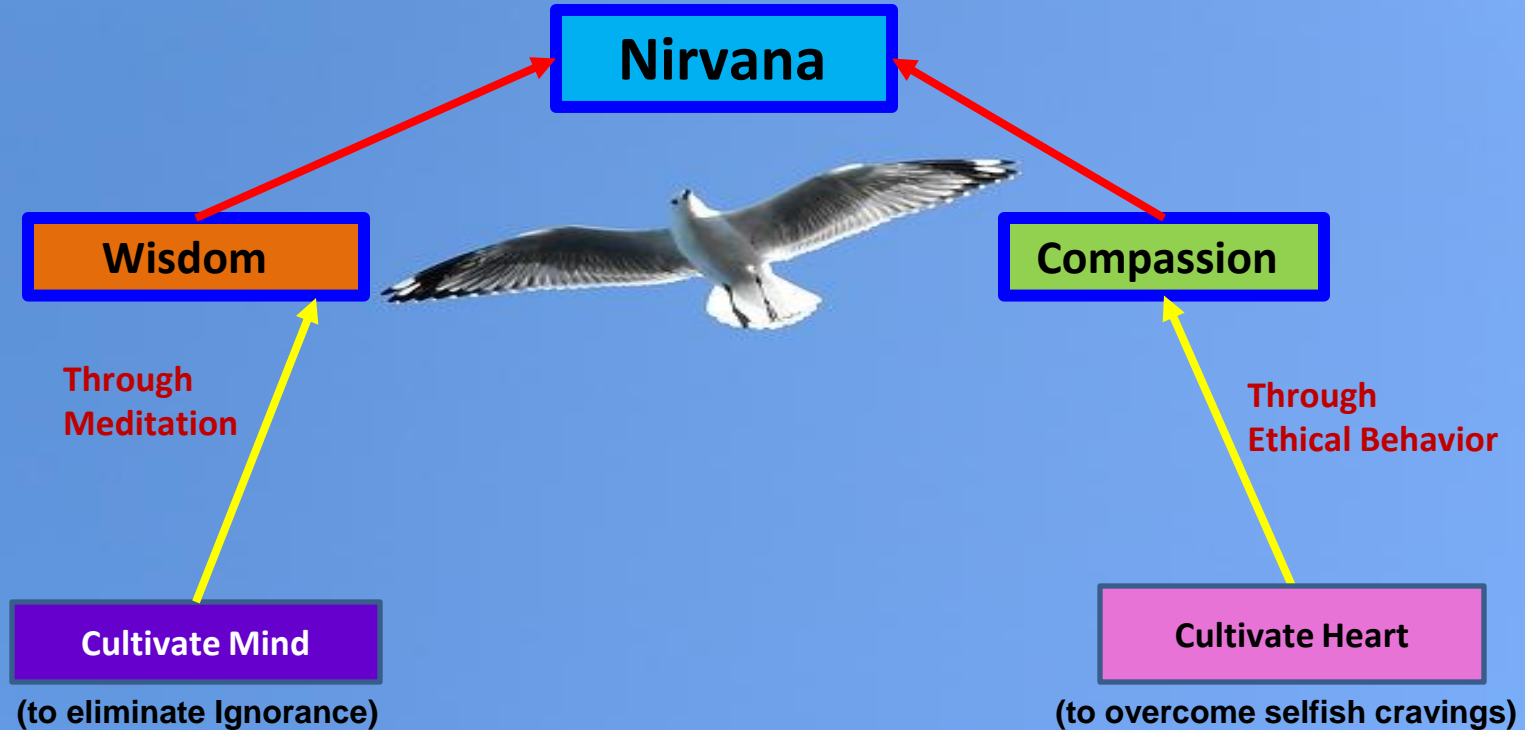 Nirvana
Wisdom
Compassion
Through
Meditation
Through
Ethical Behavior
Cultivate Mind
Cultivate Heart
(to eliminate Ignorance)
(to overcome selfish cravings)